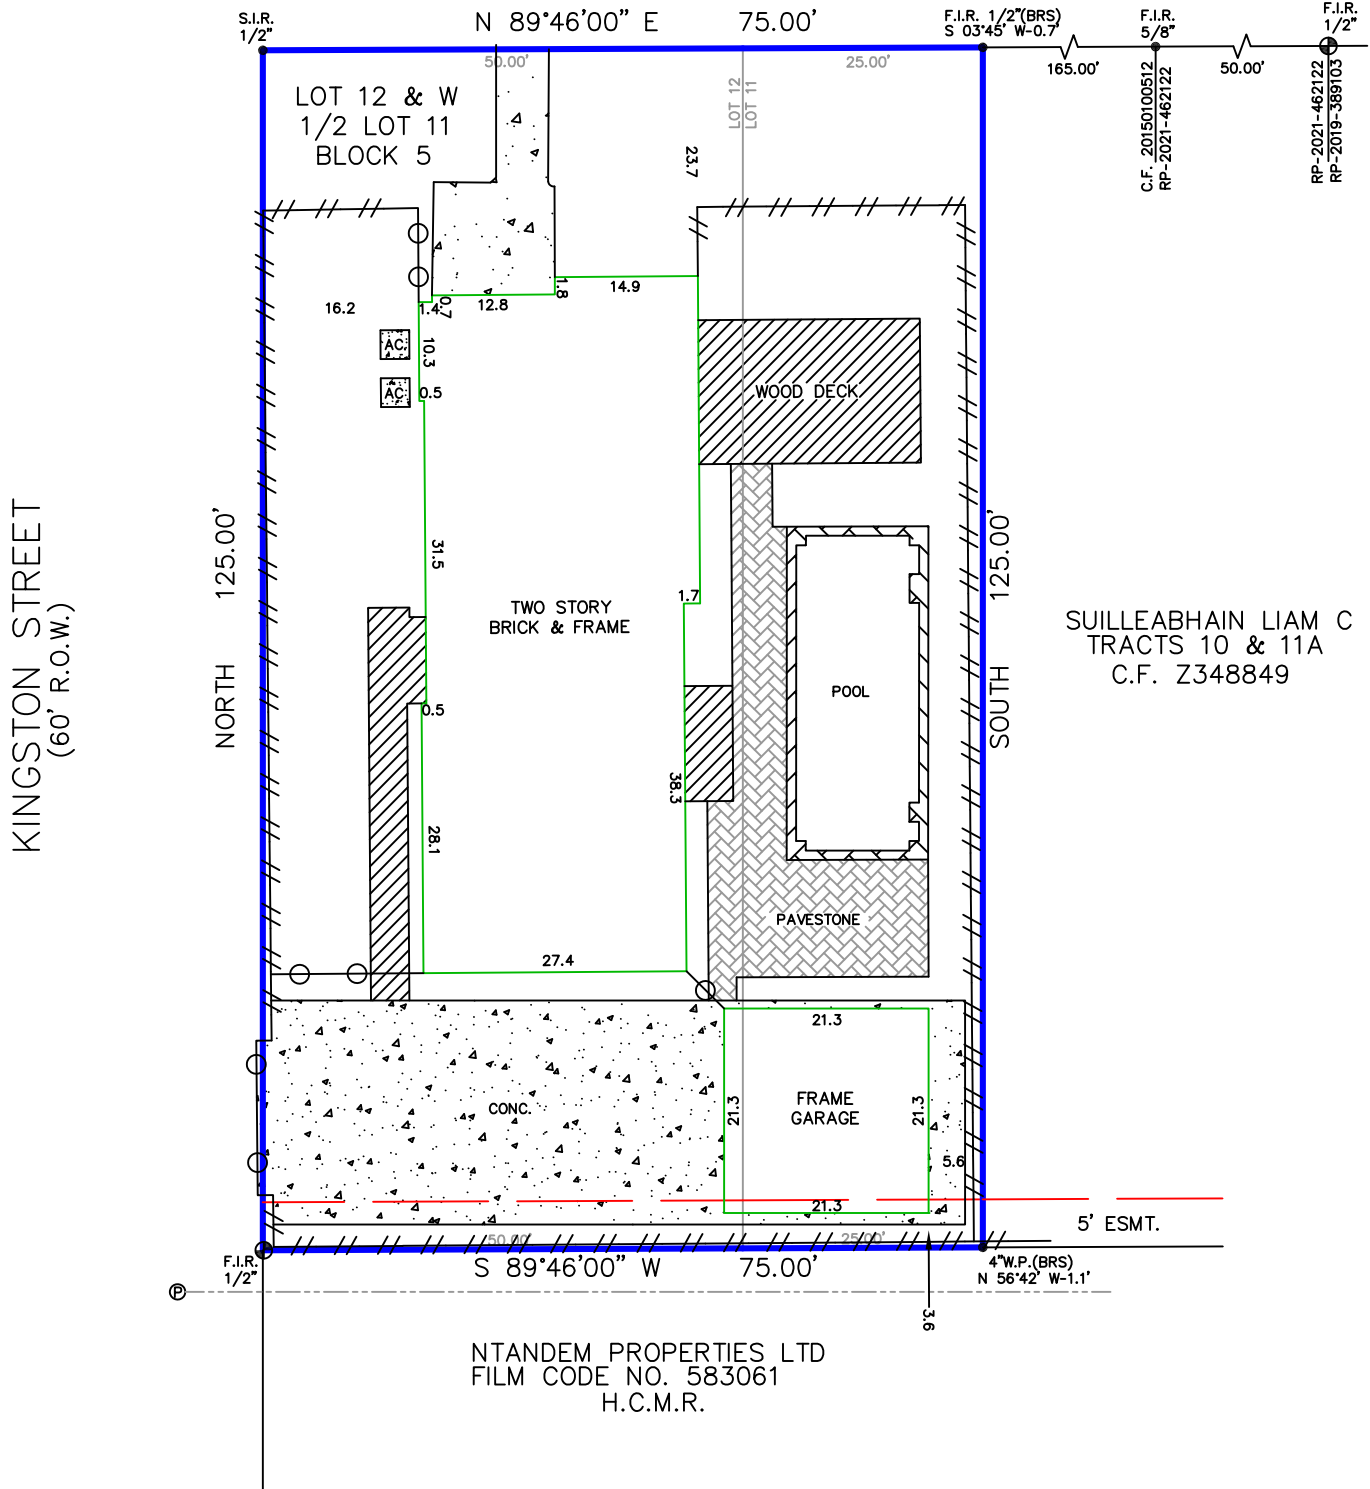 S.I.R.
1/2"
N 89°46'00" E 75.00'
F.I.R. 1/2"(BRS)
S 03°45' W-0.7'
F.I.R.
5/8"
F.I.R.
1/2"
50.00'
25.00'
165.00'
50.00'
LOT 12 & W
1/2 LOT 11
BLOCK 5
LOT 12
LOT 11
C.F. 20150100512
RP-2021-462122
RP-2021-462122
RP-2019-389103
23.7
16.2
1.4
0.7
12.8
1.8
14.9
AC
10.3
AC
0.5
WOOD DECK
KINGSTON STREET
(60' R.O.W.)
NORTH 125.00'
31.5
TWO STORY
BRICK & FRAME
1.7
POOL
SOUTH 125.00'
SUILLEABHAIN LIAM C
TRACTS 10 & 11A
C.F. Z348849
0.5
38.3
28.1
PAVESTONE
27.4
21.3
CONC.
21.3
FRAME
GARAGE
21.3
5.6
21.3
5' ESMT.
50.00'
25.00'
F.I.R.
1/2"
S 89°46'00" W 75.00'
4"W.P.(BRS)
N 56°42' W-1.1'
P
3.6
NTANDEM PROPERTIES LTD
FILM CODE NO. 583061
H.C.M.R.